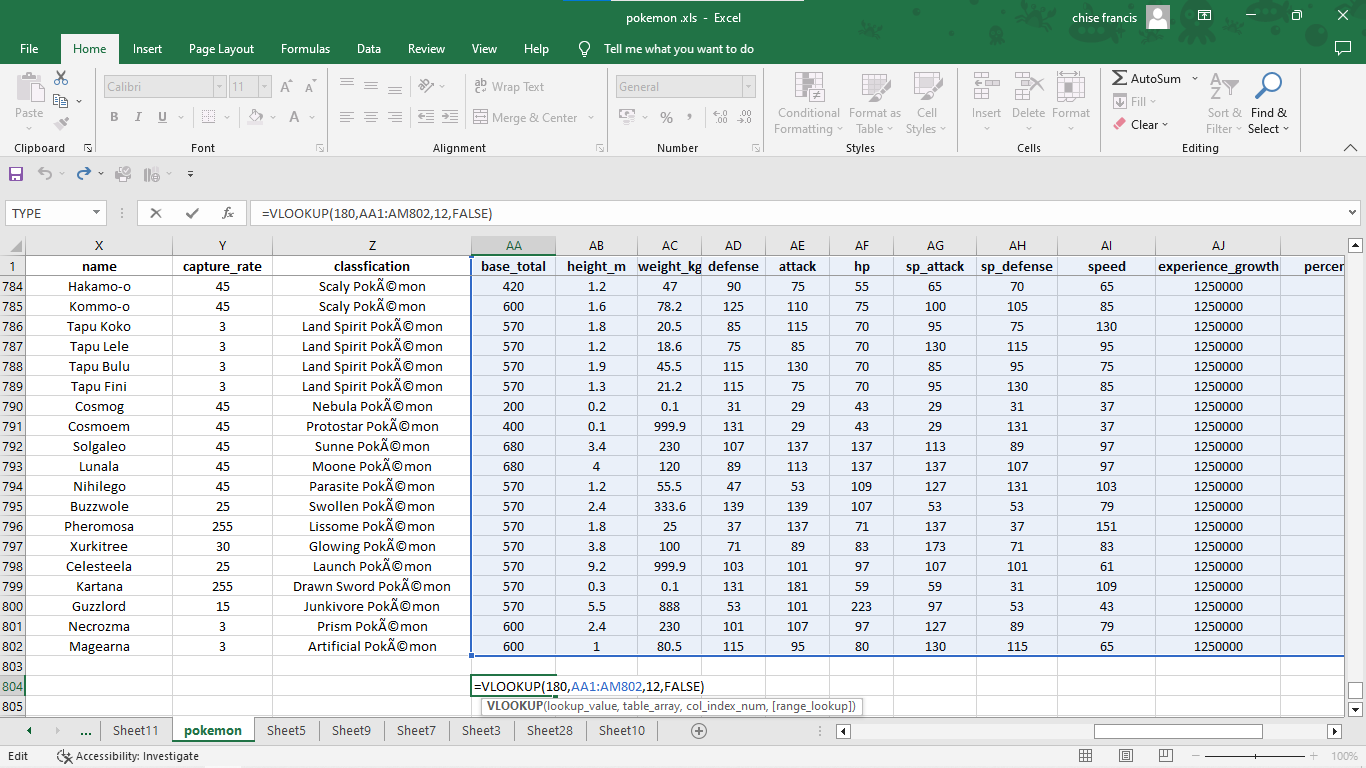 pokemon .xls - Excel
chise francis
File Home Insert Page Layout Formulas Data Review View Help Tell me what you want to do
Calibri 11 Wrap Text General AutoSum
Paste B I U Merge & Center % Conditional Formatting Format as Table Cell Styles Insert Delete Format Fill Clear Sort & Filter Find & Select
Clipboard Font Alignment Number Styles Cells Editing
TYPE =VLOOKUP(180,AA1:AM802,12,FALSE)
X Y Z AA AB AC AD AE AF AG AH AI AJ
1 name capture_rate classfication base_total height_m weight_kg defense attack hp sp_attack sp_defense speed experience_growth percer
784 Hakamo-o 45 Scaly PokÃ©mon 420 1.2 47 90 75 55 65 70 65 1250000
785 Kommo-o 45 Scaly PokÃ©mon 600 1.6 78.2 125 110 75 100 105 85 1250000
786 Tapu Koko 3 Land Spirit PokÃ©mon 570 1.8 20.5 85 115 70 95 75 130 1250000
787 Tapu Lele 3 Land Spirit PokÃ©mon 570 1.2 18.6 75 85 70 130 115 95 1250000
788 Tapu Bulu 3 Land Spirit PokÃ©mon 570 1.9 45.5 115 130 70 85 95 75 1250000
789 Tapu Fini 3 Land Spirit PokÃ©mon 570 1.3 21.2 115 75 70 95 130 85 1250000
790 Cosmog 45 Nebula PokÃ©mon 200 0.2 0.1 31 29 43 29 31 37 1250000
791 Cosmoem 45 Protostar PokÃ©mon 400 0.1 999.9 131 29 43 29 131 37 1250000
792 Solgaleo 45 Sunne PokÃ©mon 680 3.4 230 107 137 137 113 89 97 1250000
793 Lunala 45 Moone PokÃ©mon 680 4 120 89 113 137 137 107 97 1250000
794 Nihilego 45 Parasite PokÃ©mon 570 1.2 55.5 47 53 109 127 131 103 1250000
795 Buzzwole 25 Swollen PokÃ©mon 570 2.4 333.6 139 139 107 53 53 79 1250000
796 Pheromosa 255 Lissome PokÃ©mon 570 1.8 25 37 137 71 137 37 151 1250000
797 Xurkitree 30 Glowing PokÃ©mon 570 3.8 100 71 89 83 173 71 83 1250000
798 Celesteela 25 Launch PokÃ©mon 570 9.2 999.9 103 101 97 107 101 61 1250000
799 Kartana 255 Drawn Sword PokÃ©mon 570 0.3 0.1 131 181 59 59 31 109 1250000
800 Guzzlord 15 Junkivore PokÃ©mon 570 5.5 888 53 101 223 97 53 43 1250000
801 Necrozma 3 Prism PokÃ©mon 600 2.4 230 101 107 97 127 89 79 1250000
802 Magearna 3 Artificial PokÃ©mon 600 1 80.5 115 95 80 130 115 65 1250000
803
804 =VLOOKUP(180,AA1:AM802,12,FALSE)
805 VLOOKUP(lookup_value, table_array, col_index_num, [range_lookup])
... Sheet11 pokemon Sheet5 Sheet9 Sheet7 Sheet3 Sheet28 Sheet10
Edit Accessibility: Investigate 100%